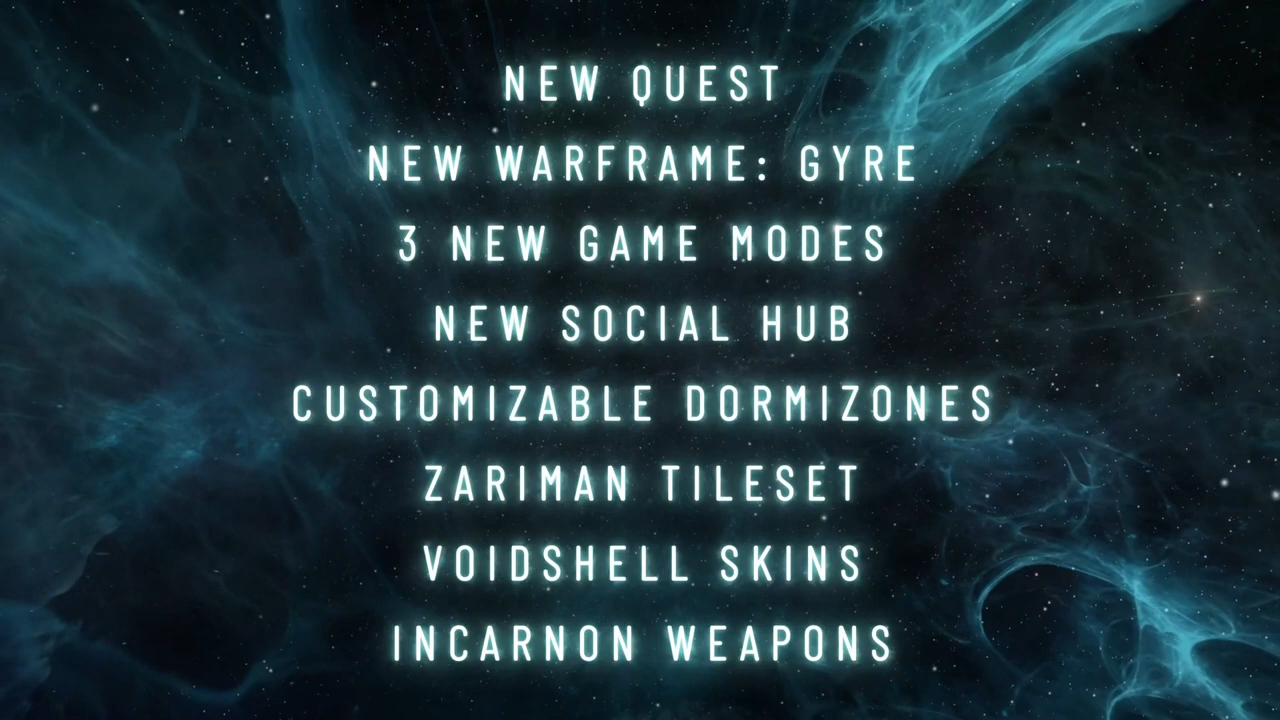 NEW QUEST
NEW WARFRAME: GYRE
3 NEW GAME MODES
NEW SOCIAL HUB
CUSTOMIZABLE DORMIZONES
ZARIMAN TILESET
VOIDSHELL SKINS
INCARNON WEAPONS